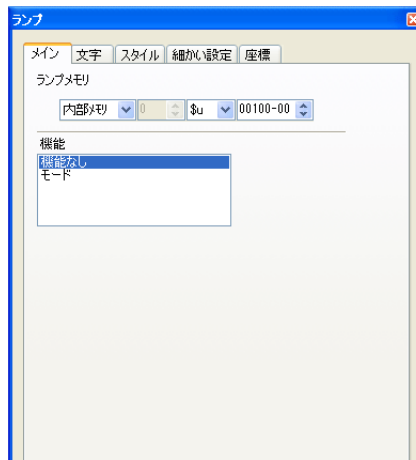 ランプ
メイン 文字 スタイル 細かい設定 座標
ランプメモリ
内部メモリ 0 $u 00100-00
機能
機能なし
モード